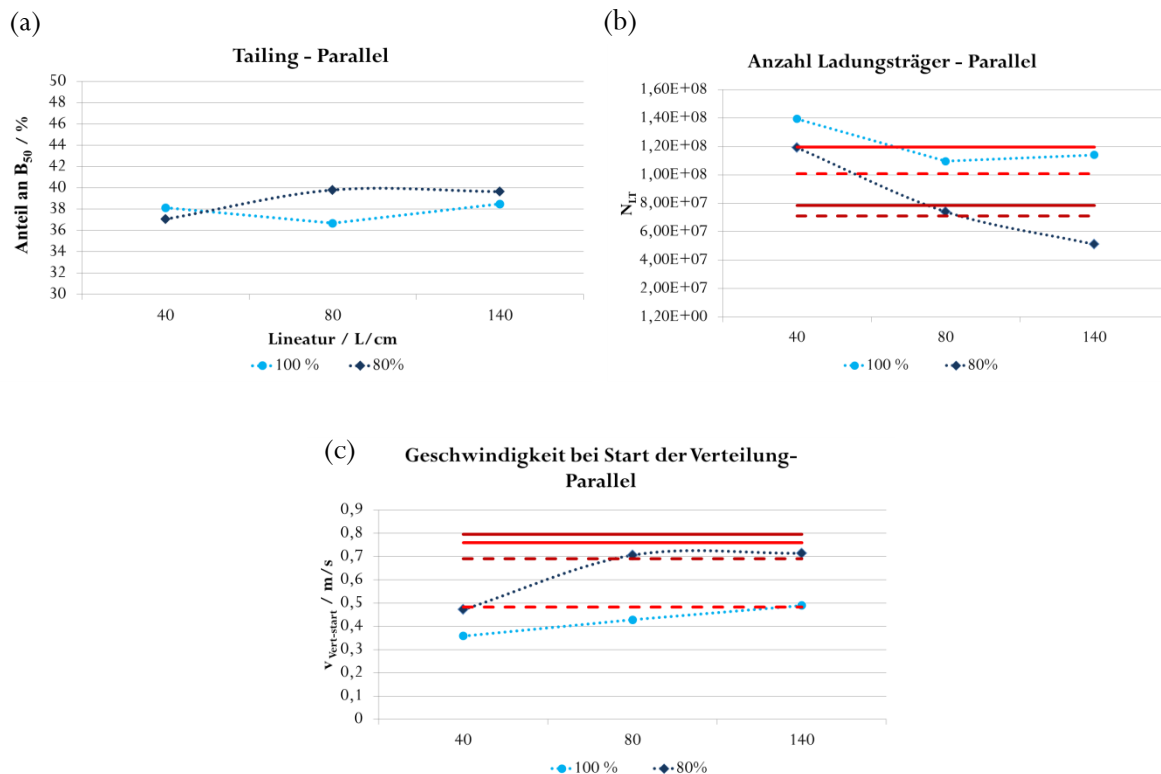 (a)
Tailing - Parallel
Anteil an B50 / %
50
48
46
44
42
40
38
36
34
32
30
40 80 140
Lineatur / L/cm
100 % 80%
(b)
Anzahl Ladungsträger - Parallel
NLT
1,60E+08
1,40E+08
1,20E+08
1,00E+08
8,00E+07
6,00E+07
4,00E+07
2,00E+07
1,20E+00
40 80 140
100 % 80%
(c)
Geschwindigkeit bei Start der Verteilung-
Parallel
v Vert-start / m/s
0,9
0,8
0,7
0,6
0,5
0,4
0,3
0,2
0,1
0
40 80 140
100 % 80%